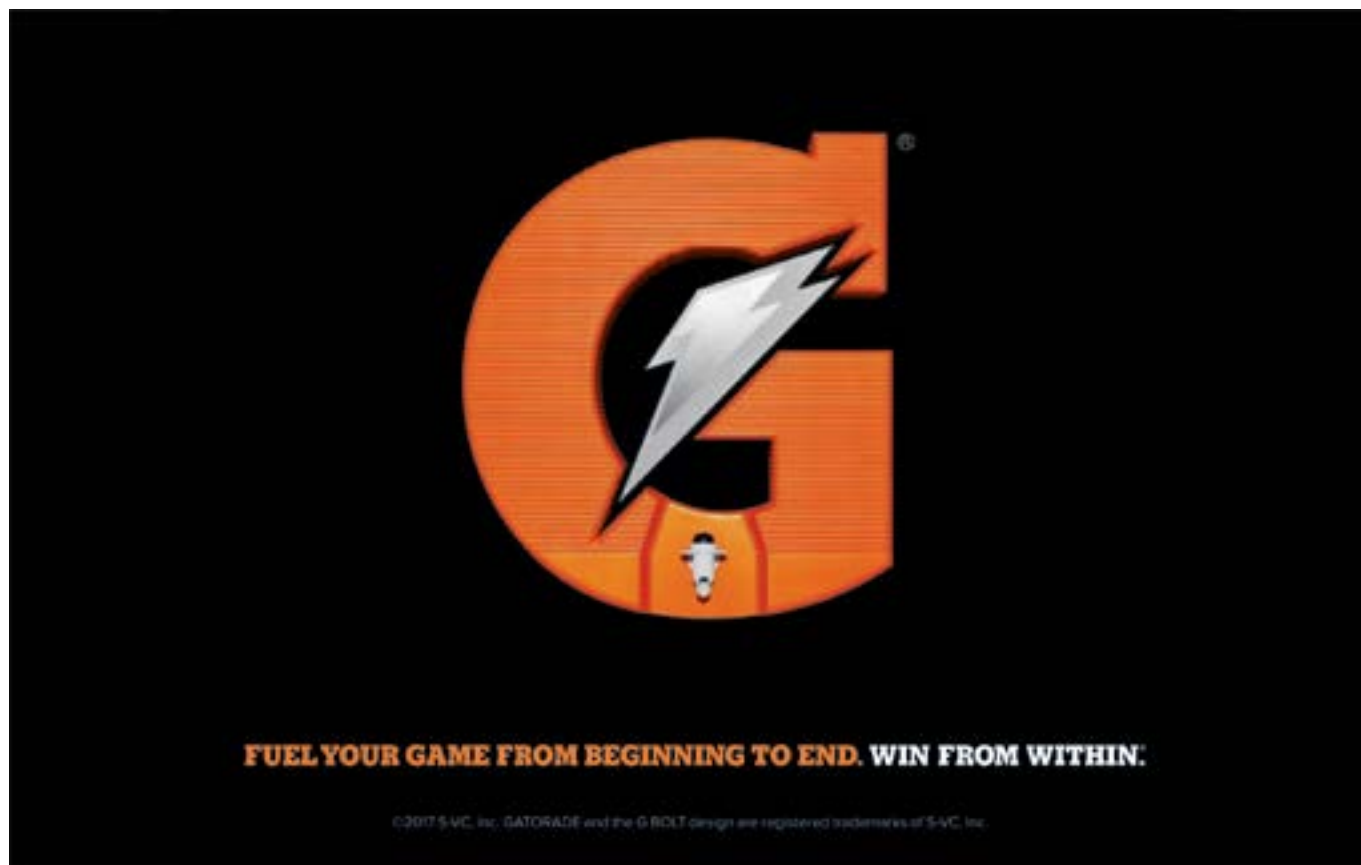 G
®
FUEL YOUR GAME FROM BEGINNING TO END. WIN FROM WITHIN.
©2017 S-VC, Inc. GATORADE and the G BOLT design are registered trademarks of S-VC, Inc.